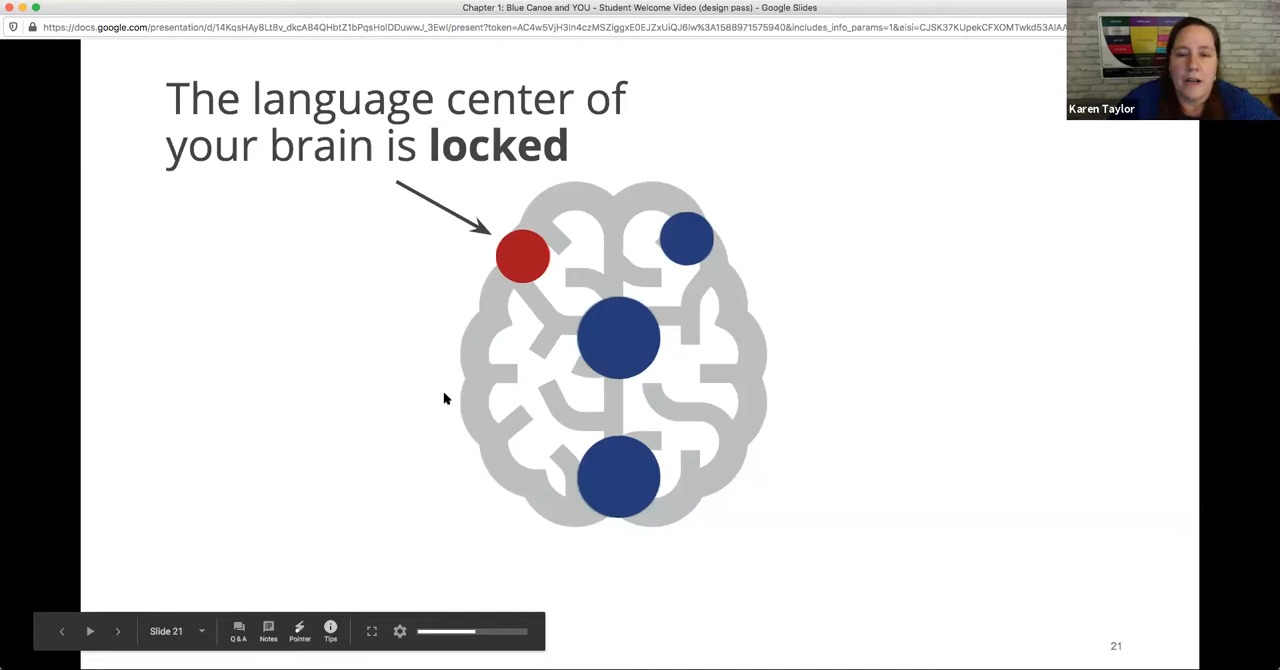 Chapter 1: Blue Canoe and YOU - Student Welcome Video (design pass) - Google Slides
Karen Taylor
The language center of
your brain is locked
Slide 21
Q & A
Notes
Pointer
Tips
21